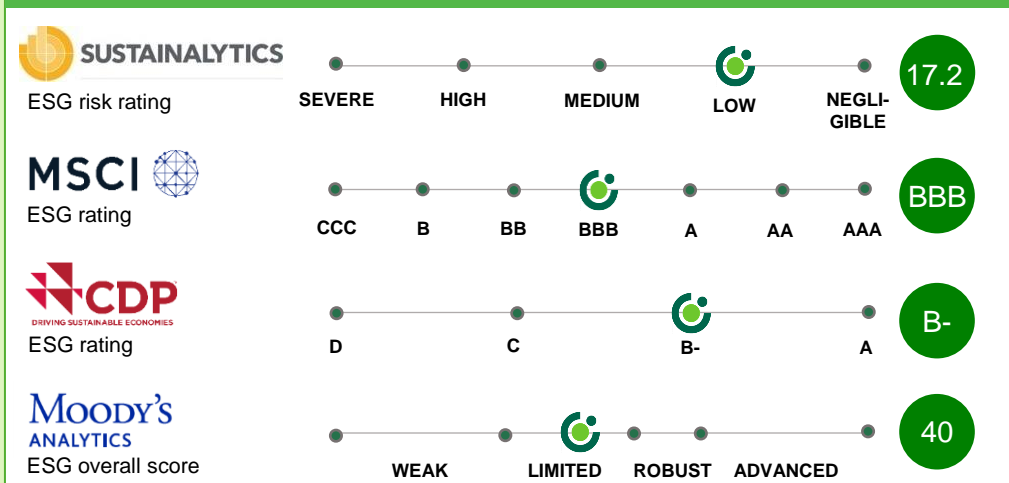 SUSTAINALYTICS
ESG risk rating
SEVERE HIGH MEDIUM LOW NEGLI-
GIBLE
17.2
MSCI
ESG rating
CCC B BB BBB A AA AAA
BBB
CDP
DRIVING SUSTAINABLE ECONOMIES
ESG rating
D C B- A
B-
MOODY'S
ANALYTICS
ESG overall score
WEAK LIMITED ROBUST ADVANCED
40